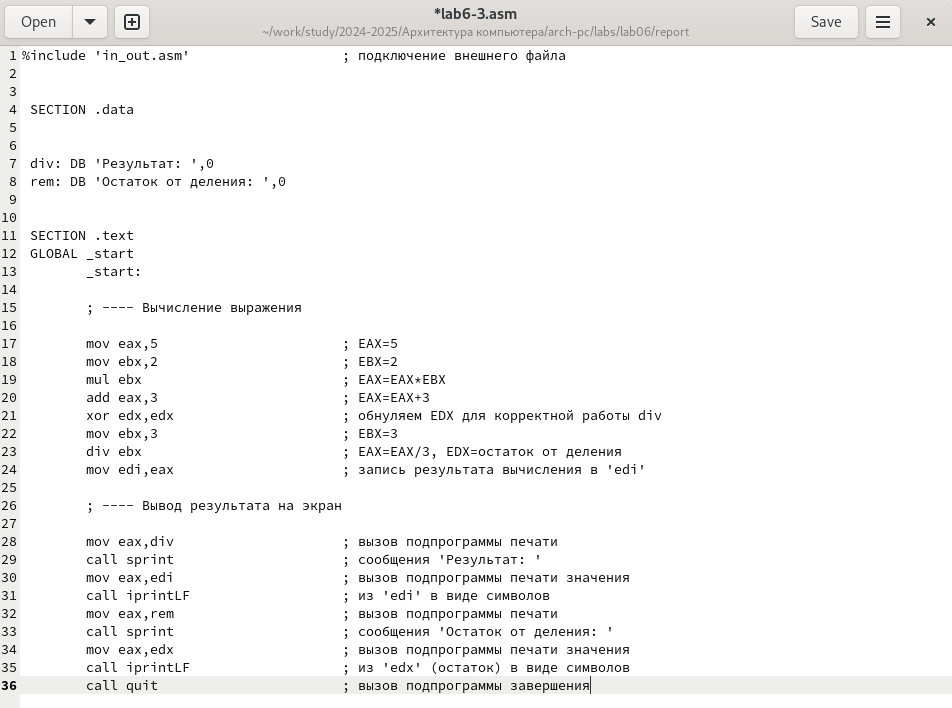 Open
*lab6-3.asm
~/work/study/2024-2025/Архитектура компьютера/arch-pc/labs/lab06/report
Save
1 %include 'in_out.asm' ; подключение внешнего файла
2
3
4 SECTION .data
5
6
7 div: DB 'Результат: ',0
8 rem: DB 'Остаток от деления: ',0
9
10
11 SECTION .text
12 GLOBAL _start
13 _start:
14
15 ; ---- Вычисление выражения
16
17 mov eax,5 ; EAX=5
18 mov ebx,2 ; EBX=2
19 mul ebx ; EAX=EAX*EBX
20 add eax,3 ; EAX=EAX+3
21 xor edx,edx ; обнуляем EDX для корректной работы div
22 mov ebx,3 ; EBX=3
23 div ebx ; EAX=EAX/3, EDX=остаток от деления
24 mov edi,eax ; запись результата вычисления в 'edi'
25
26 ; ---- Вывод результата на экран
27
28 mov eax,div ; вызов подпрограммы печати
29 call sprint ; сообщения 'Результат: '
30 mov eax,edi ; вызов подпрограммы печати значения
31 call iprintLF ; из 'edi' в виде символов
32 mov eax,rem ; вызов подпрограммы печати
33 call sprint ; сообщения 'Остаток от деления: '
34 mov eax,edx ; вызов подпрограммы печати значения
35 call iprintLF ; из 'edx' (остаток) в виде символов
36 call quit ; вызов подпрограммы завершения